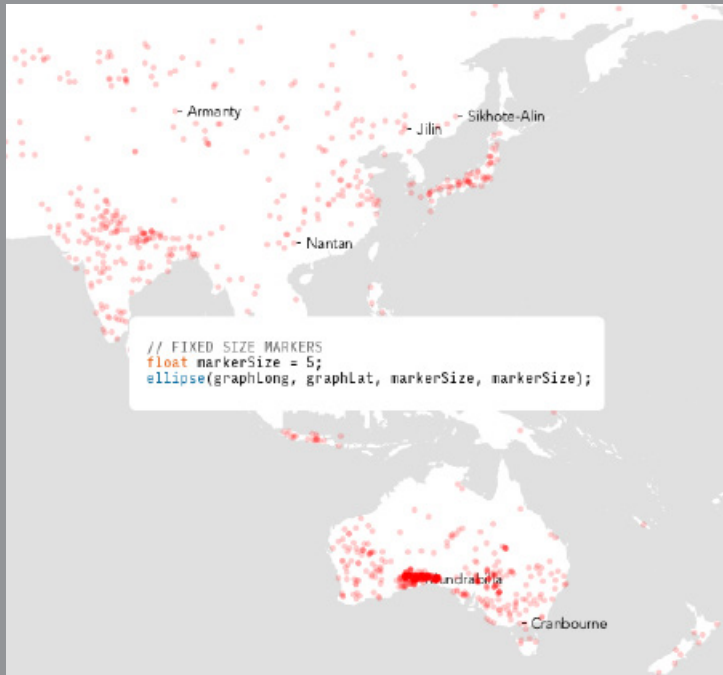 - Armanty
- Jilin
- Sikhote-Alin
- Nantan
// FIXED SIZE MARKERS
float markerSize = 5;
ellipse(graphLong, graphLat, markerSize, markerSize);
- Cranbourne